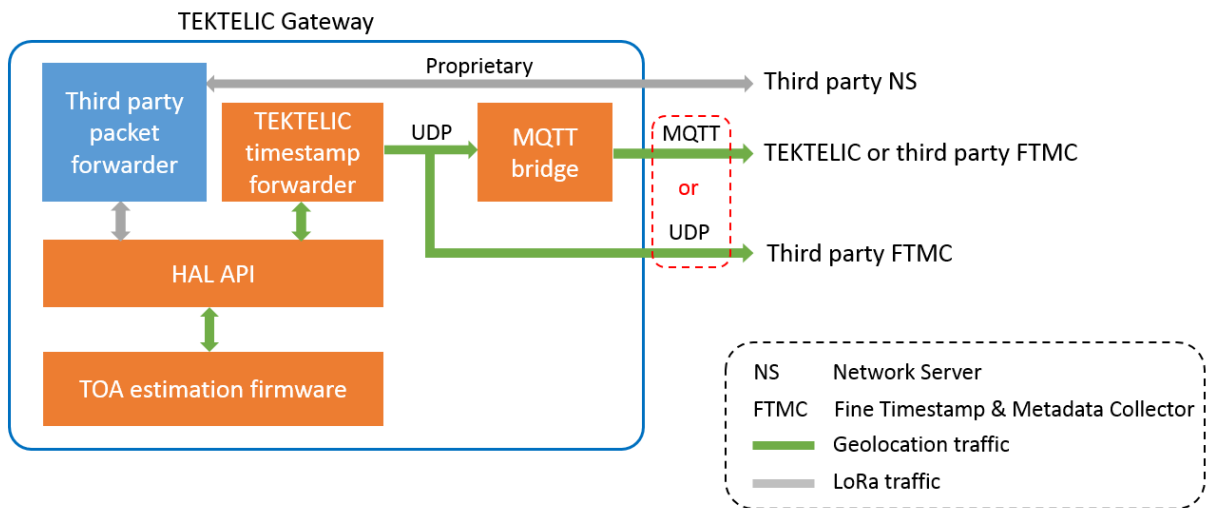 TEKTELIC Gateway
Proprietary
Third party NS
Third party
packet
forwarder
TEKTELIC
timestamp
forwarder
UDP
MQTT
bridge
MQTT
or
UDP
TEKTELIC or third party FTMC
Third party FTMC
HAL API
TOA estimation firmware
NS Network Server
FTMC Fine Timestamp & Metadata Collector
Geolocation traffic
LoRa traffic